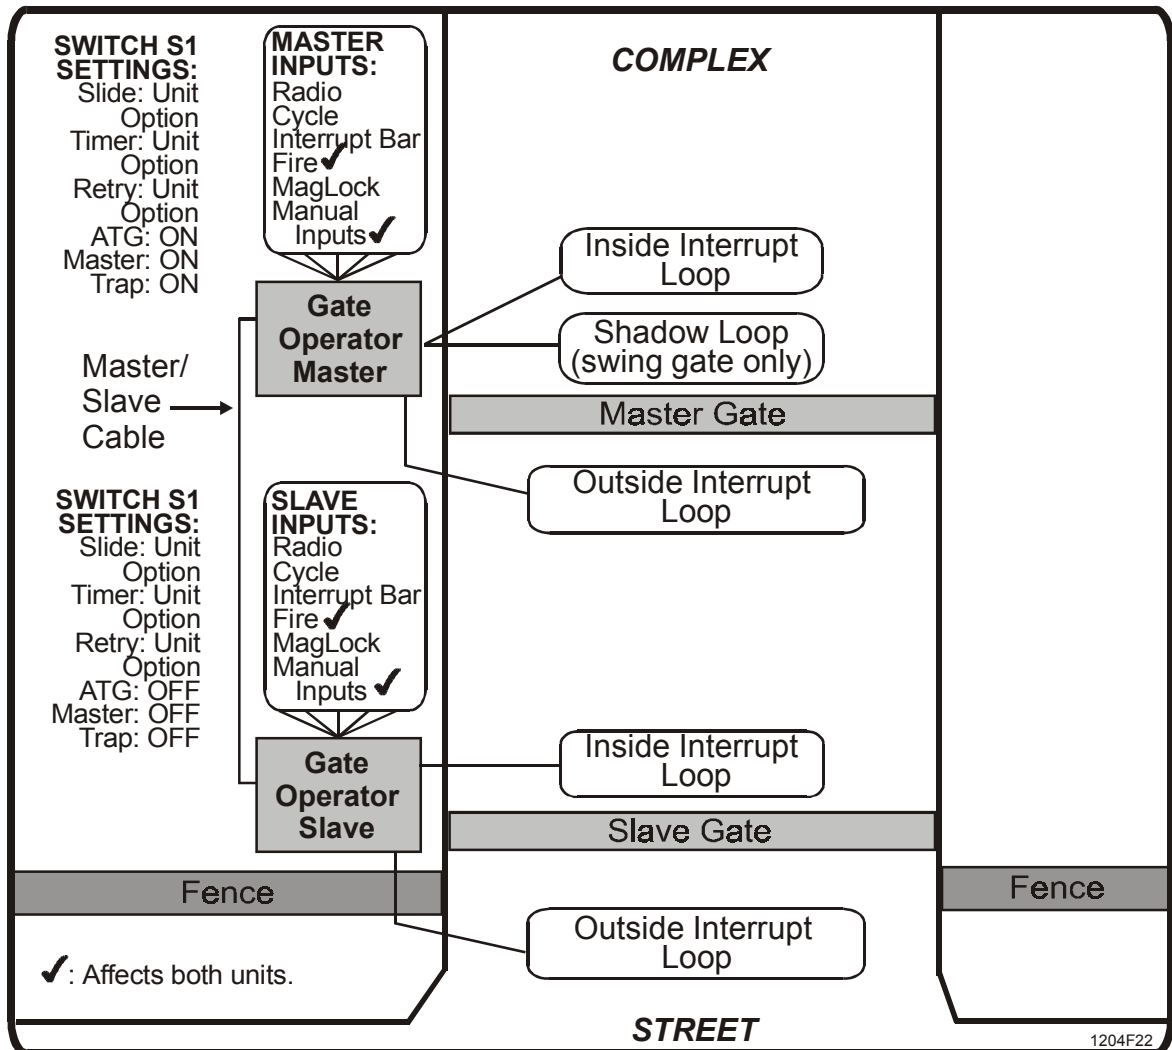 SWITCH S1
SETTINGS:
Slide: Unit
Option
Timer: Unit
Option
Retry: Unit
Option
ATG: ON
Master: ON
Trap: ON
MASTER
INPUTS:
Radio
Cycle
Interrupt Bar
Fire✓
MagLock
Manual
Inputs✓
COMPLEX
Gate
Operator
Master
Inside Interrupt
Loop
Shadow Loop
(swing gate only)
Master/
Slave
Cable
Master Gate
Outside Interrupt
Loop
SWITCH S1
SETTINGS:
Slide: Unit
Option
Timer: Unit
Option
Retry: Unit
Option
ATG: OFF
Master: OFF
Trap: OFF
SLAVE
INPUTS:
Radio
Cycle
Interrupt Bar
Fire✓
MagLock
Manual
Inputs✓
Gate
Operator
Slave
Inside Interrupt
Loop
Slave Gate
Fence
Fence
Outside Interrupt
Loop
✓: Affects both units.
STREET
1204F22